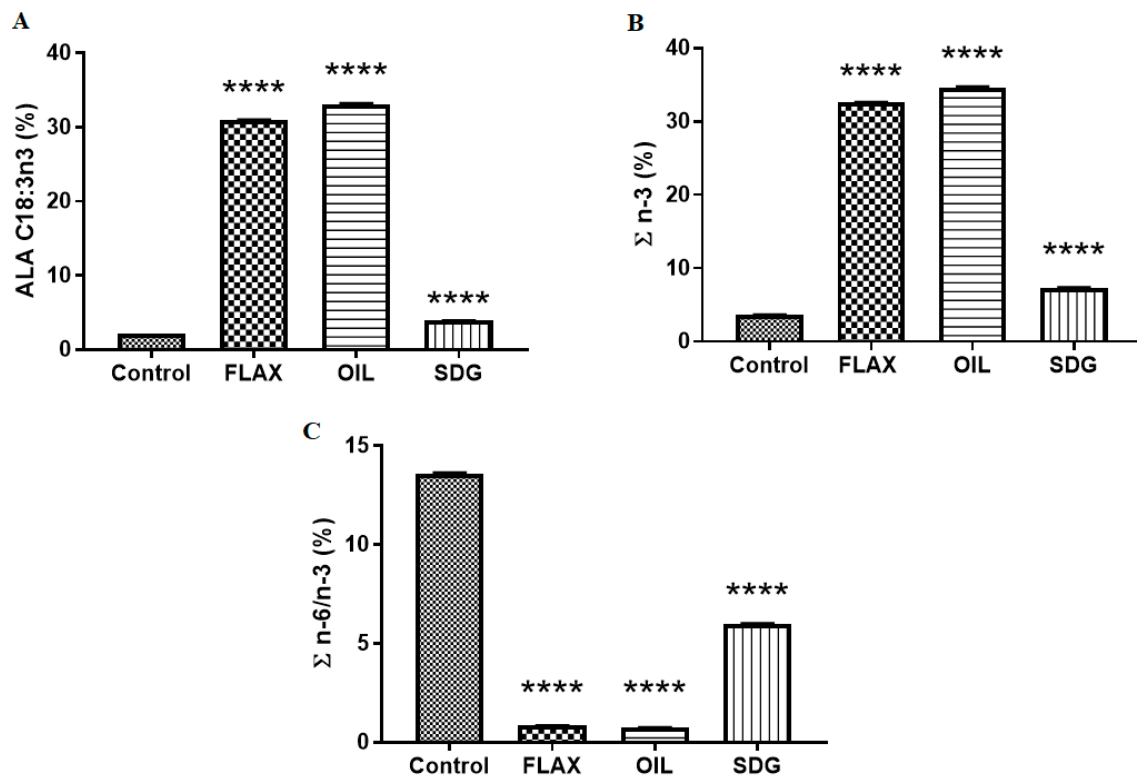 A
ALA C18:3n3 (%)
40
30
20
10
0
****
****
****
Control FLAX OIL SDG
B
Σ n-3 (%)
40
30
20
10
0
****
****
****
Control FLAX OIL SDG
C
Σ n-6/n-3 (%)
15
10
5
0
****
****
****
Control FLAX OIL SDG